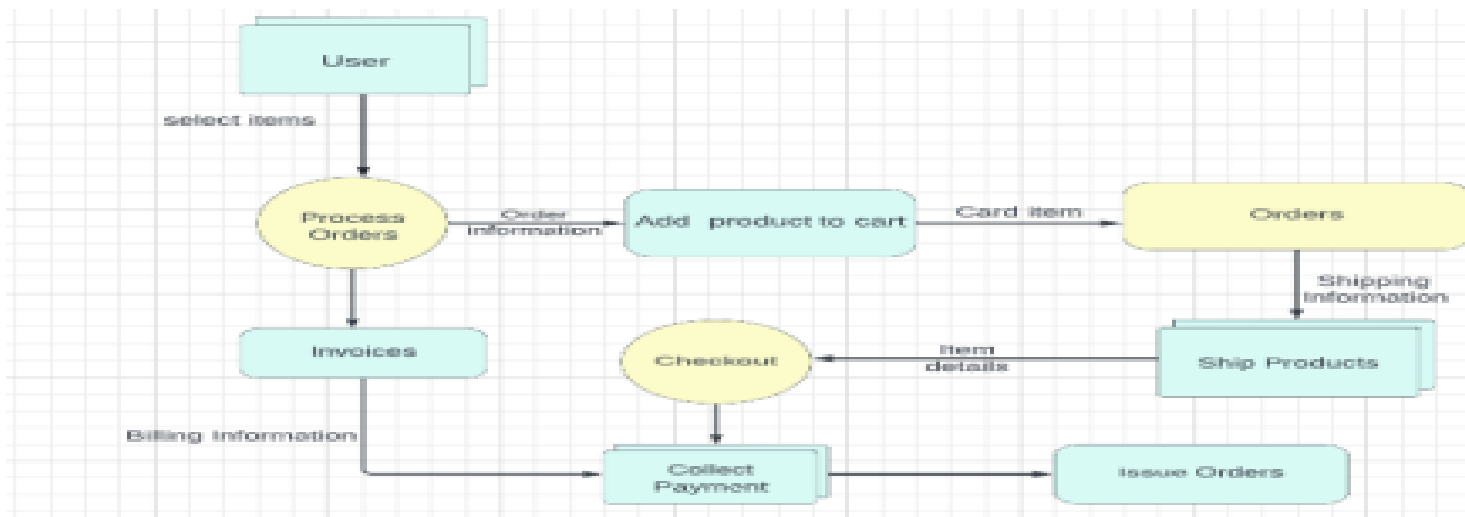 User
select items
Process
Orders
Order
information
Add product to cart
Card item
Orders
Shipping
Information
Invoices
Checkout
Item
details
Ship Products
Billing Information
Collect
Payment
Issue Orders